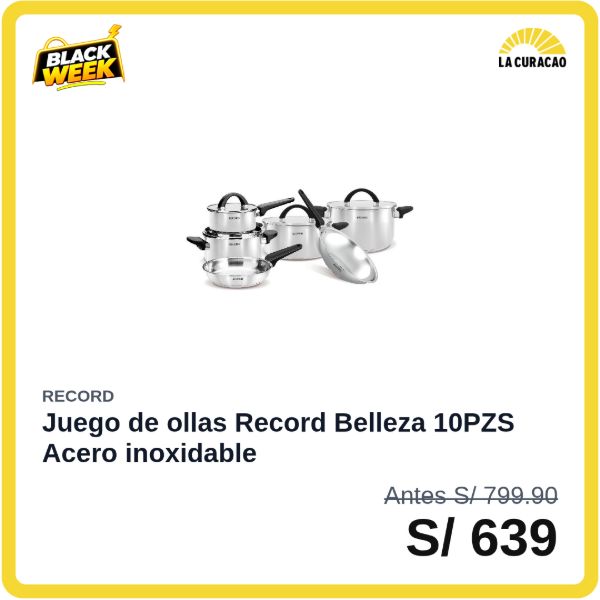 BLACK
WEEK
LA CURACAO
RECORD
Juego de ollas Record Belleza 10PZS
Acero inoxidable
Antes S/ 799.90
S/ 639